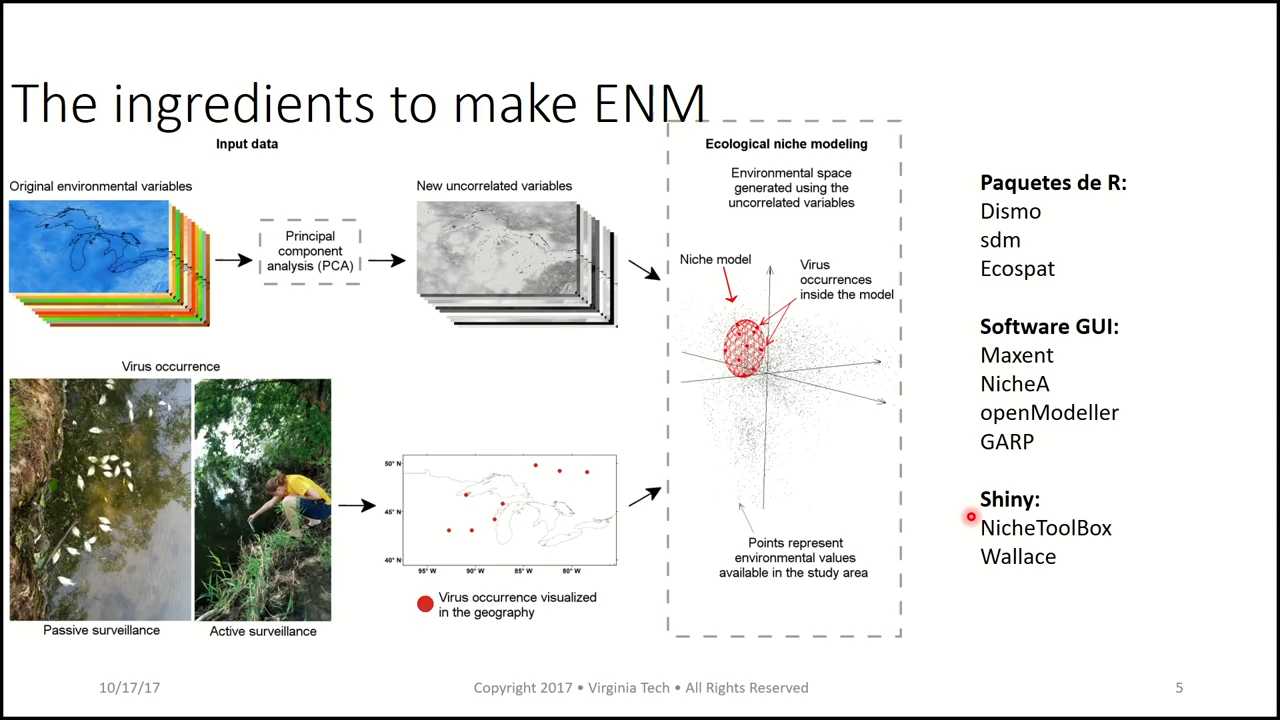 The ingredients to make ENM
Input data
Original environmental variables
Principal
component
analysis (PCA)
New uncorrelated variables
Virus occurrence
Passive surveillance
Active surveillance
50° N
45° N
40° N
95° W
90° W
85° W
80° W
Virus occurrence visualized
in the geography
Ecological niche modeling
Environmental space
generated using the
uncorrelated variables
Niche model
Virus
occurrences
inside the model
Points represent
environmental values
available in the study area
Paquetes de R:
Dismo
sdm
Ecospat
Software GUI:
Maxent
NicheA
openModeller
GARP
Shiny:
NicheToolBox
Wallace
10/17/17
Copyright 2017 • Virginia Tech • All Rights Reserved
5